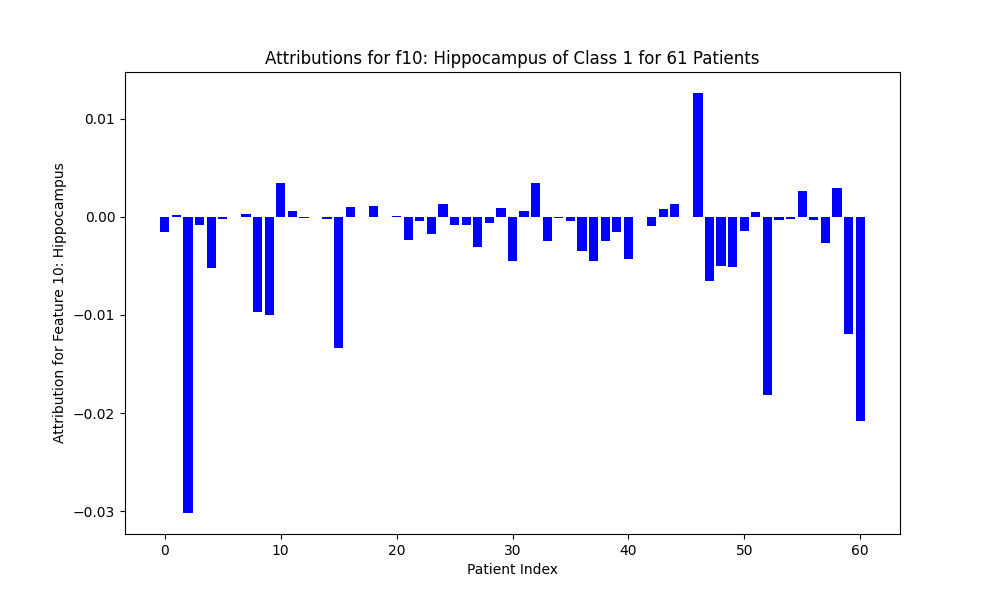 Attributions for f10: Hippocampus of Class 1 for 61 Patients
Attribution for Feature 10: Hippocampus
0.01
0.00
−0.01
−0.02
−0.03
0 10 20 30 40 50 60
Patient Index